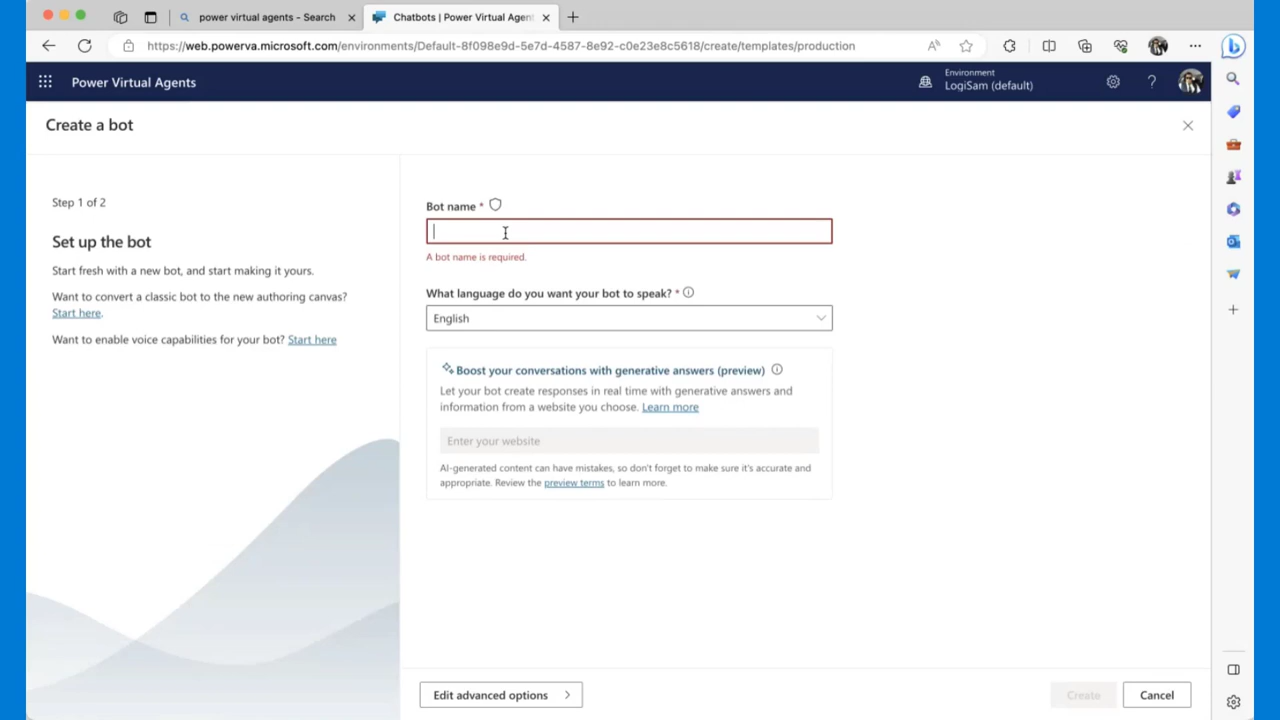 power virtual agents - Search
Chatbots | Power Virtual Agen
https://web.powerva.microsoft.com/environments/Default-8f098e9d-5e7d-4587-8e92-c0e23e8c5618/create/templates/production
Power Virtual Agents
Environment
LogiSam (default)
Create a bot
Step 1 of 2
Set up the bot
Start fresh with a new bot, and start making it yours.
Want to convert a classic bot to the new authoring canvas?
Start here.
Want to enable voice capabilities for your bot? Start here
Bot name *
A bot name is required.
What language do you want your bot to speak? *
English
Boost your conversations with generative answers (preview)
Let your bot create responses in real time with generative answers and
information from a website you choose. Learn more
Enter your website
AI-generated content can have mistakes, so don't forget to make sure it's accurate and
appropriate. Review the preview terms to learn more.
Edit advanced options
Create
Cancel